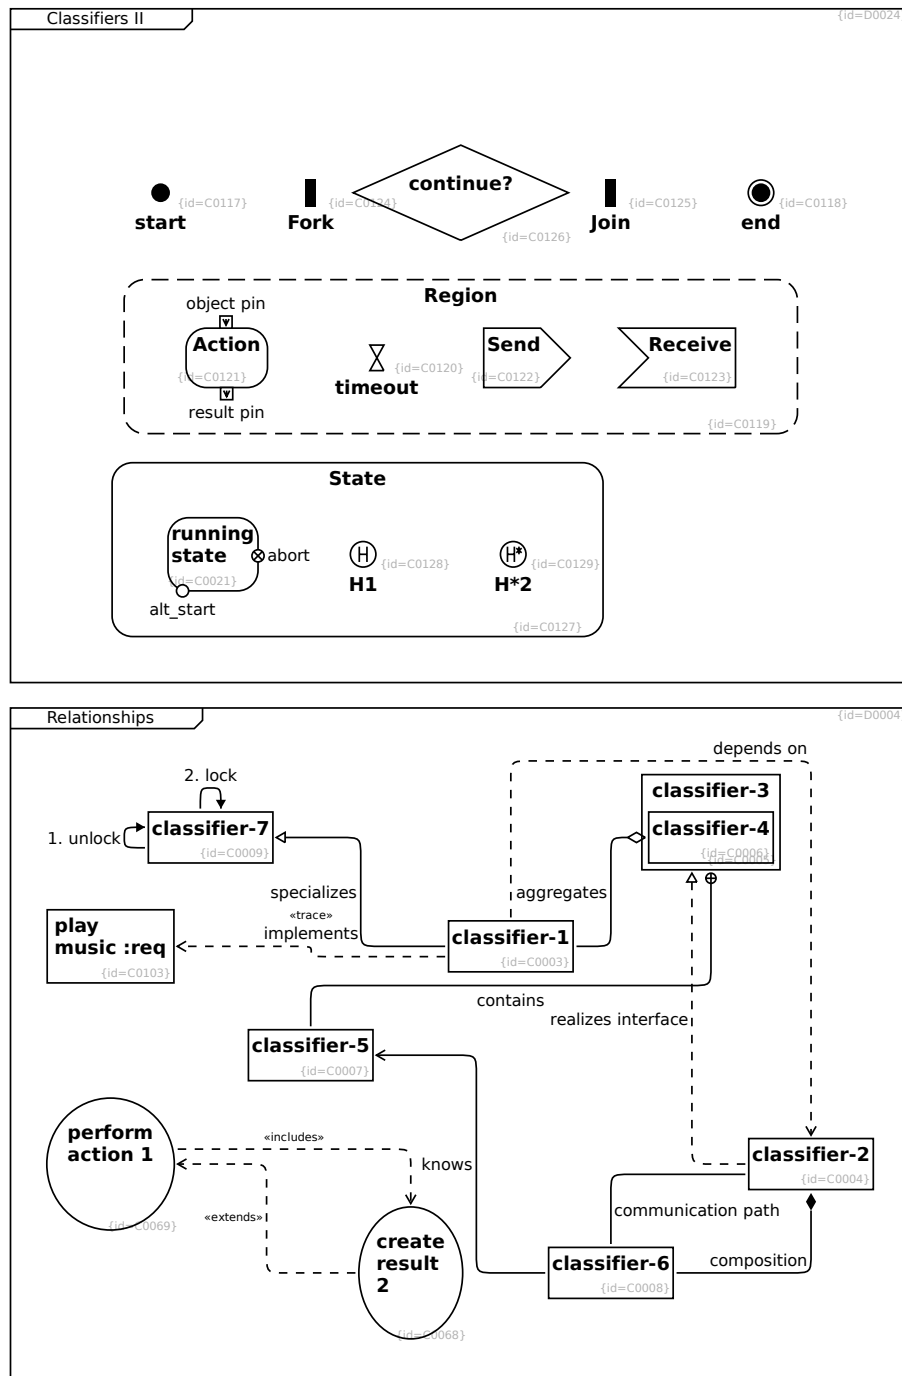 Classifiers II
{id=D0024
continue?
{id=C0117}
{id=C0124}
{id=C0125}
{id=C0118}
start
Fork
Join
end
{id=C0126}
Region
object pin
Action
Send
Receive
{id=C0120}
{id=C0121}
{id=C0122}
{id=C0123}
timeout
result pin
{id=C0119}
State
running
state
abort
{id=C0128}
{id=C0129}
H
H*
{id=C0021}
H1
H*2
alt_start
{id=C0127}
Relationships
{id=D0004
depends on
2. lock
classifier-3
classifier-7
classifier-4
1. unlock
{id=C0009}
{id=C0006}
{id=C0005}
specializes
aggregates
«trace»
implements
play
music :req
classifier-1
{id=C0103}
{id=C0003}
contains
realizes interface
classifier-5
{id=C0007}
perform
action 1
«includes»
knows
classifier-2
{id=C0004}
«extends»
communication path
{id=C0069}
create
result
2
classifier-6
composition
{id=C0008}
{id=C0068}